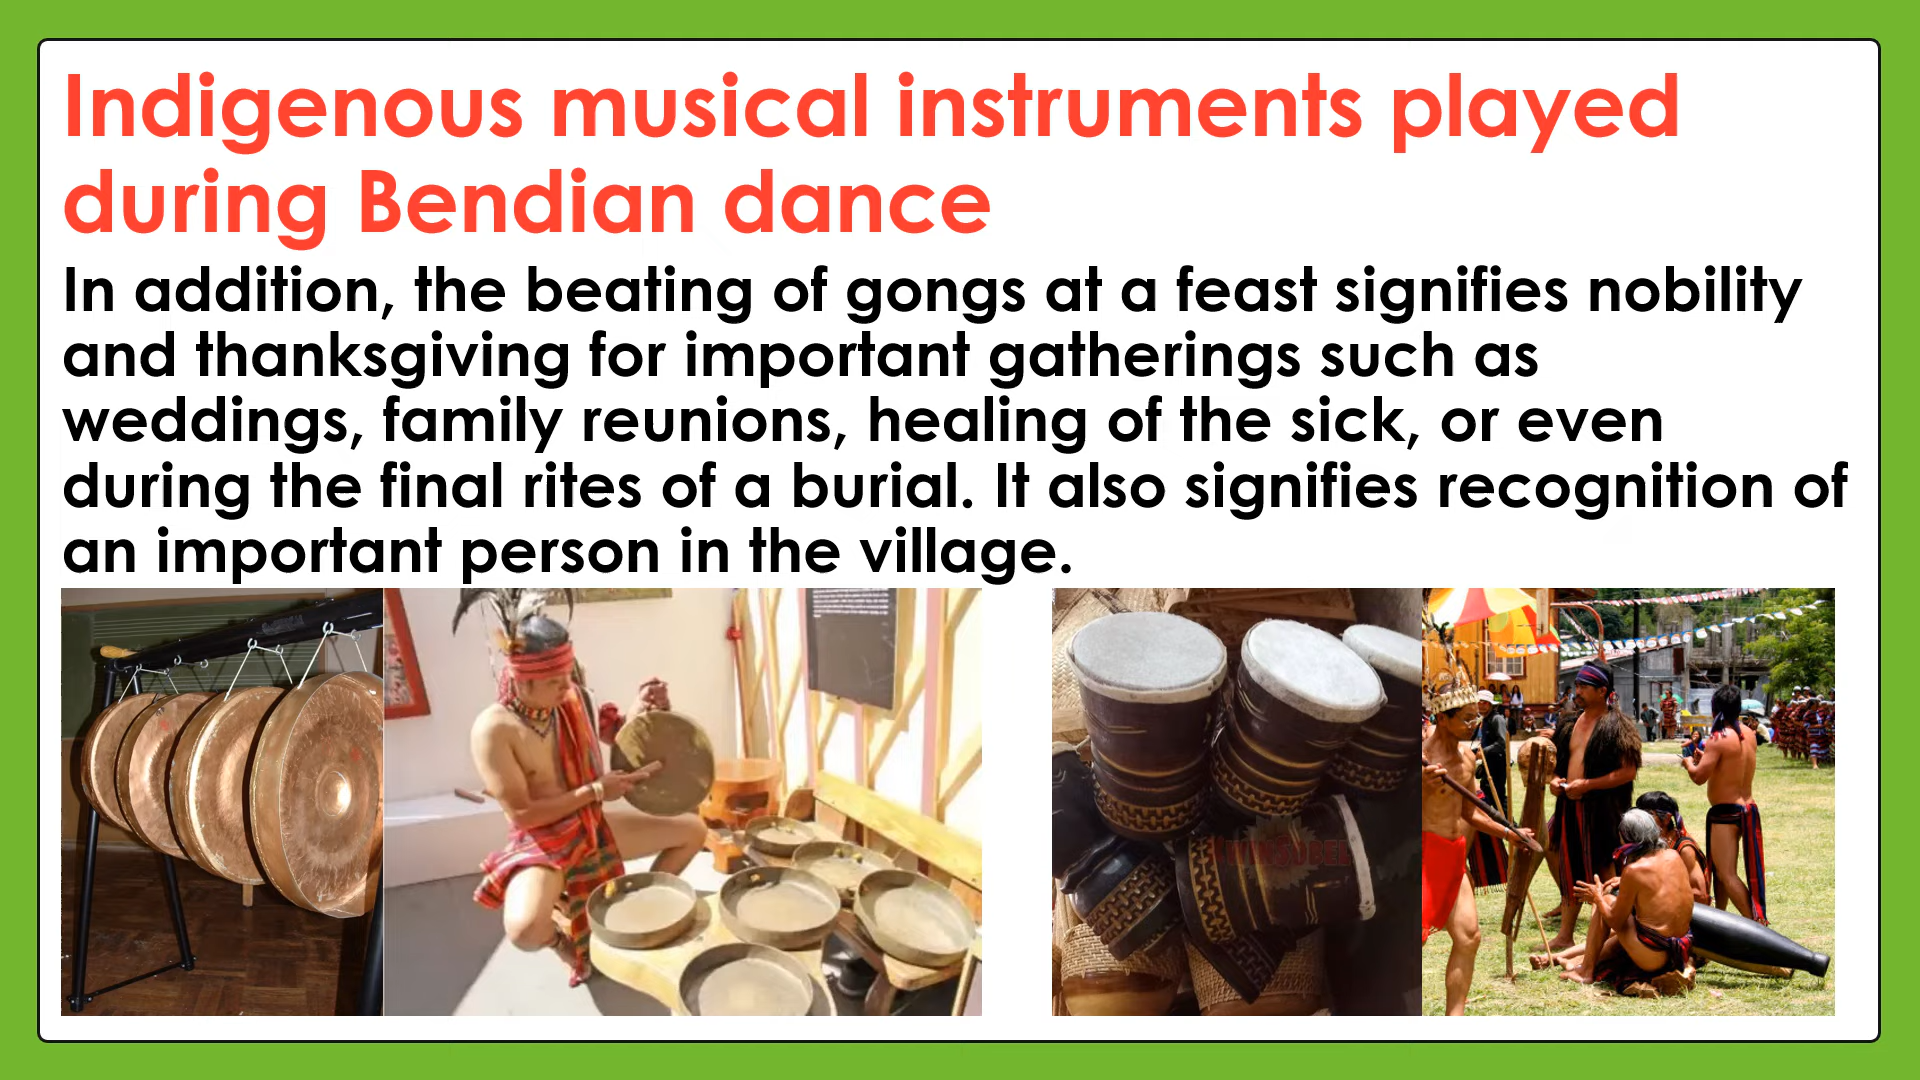 Indigenous musical instruments played
during Bendian dance
In addition, the beating of gongs at a feast signifies nobility
and thanksgiving for important gatherings such as
weddings, family reunions, healing of the sick, or even
during the final rites of a burial. It also signifies recognition of
an important person in the village.